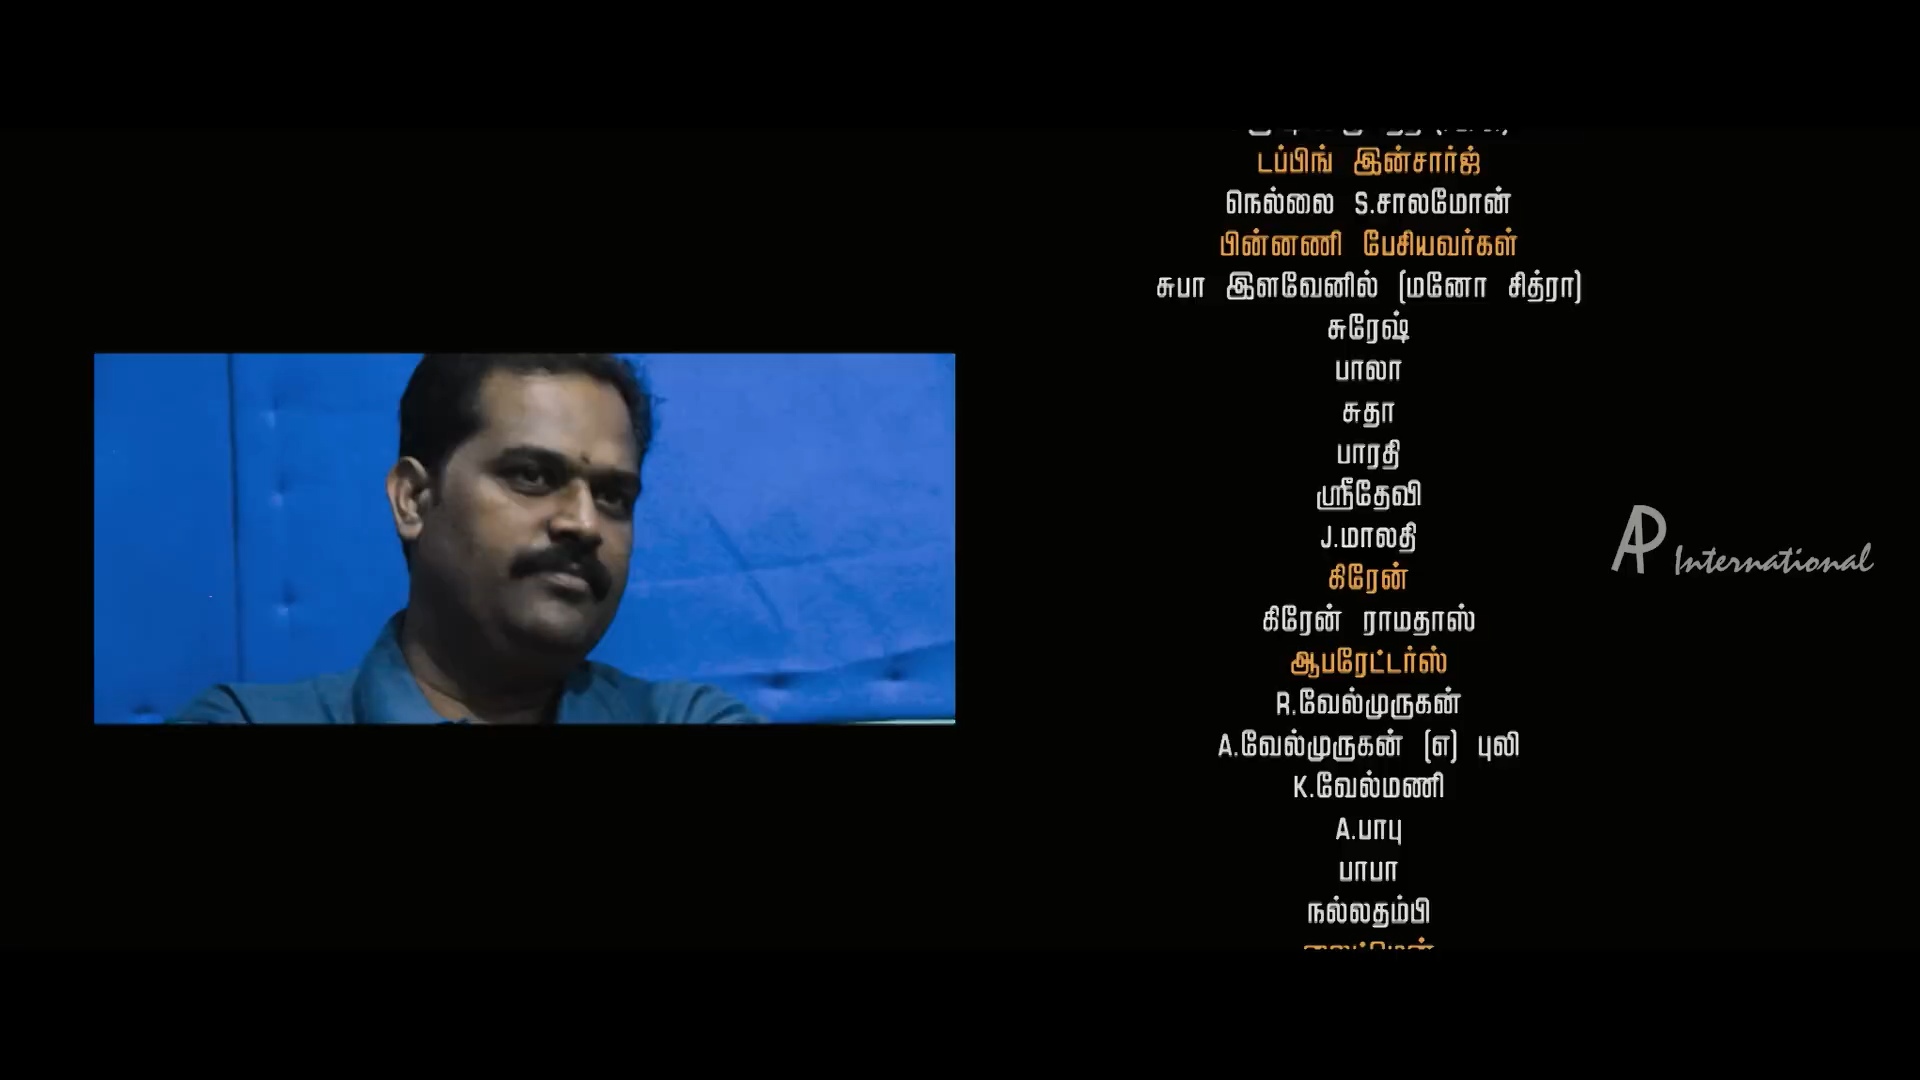 டப்பிங் இன்சார்ஜ்
நெல்லை S.சாலமோன்
பின்னணி பேசியவர்கள்
சுபா இளவேனில் (மனோ சித்ரா)
சுரேஷ்
பாலா
சுதா
பாரதி
ஸ்ரீதேவி
J.மாலதி
கிரேன்
கிரேன் ராமதாஸ்
ஆபரேட்டர்ஸ்
R.வேல்முருகன்
A.வேல்முருகன் (எ) புலி
K.வேல்மணி
A.பாபு
பாபா
நல்லதம்பி
AP International